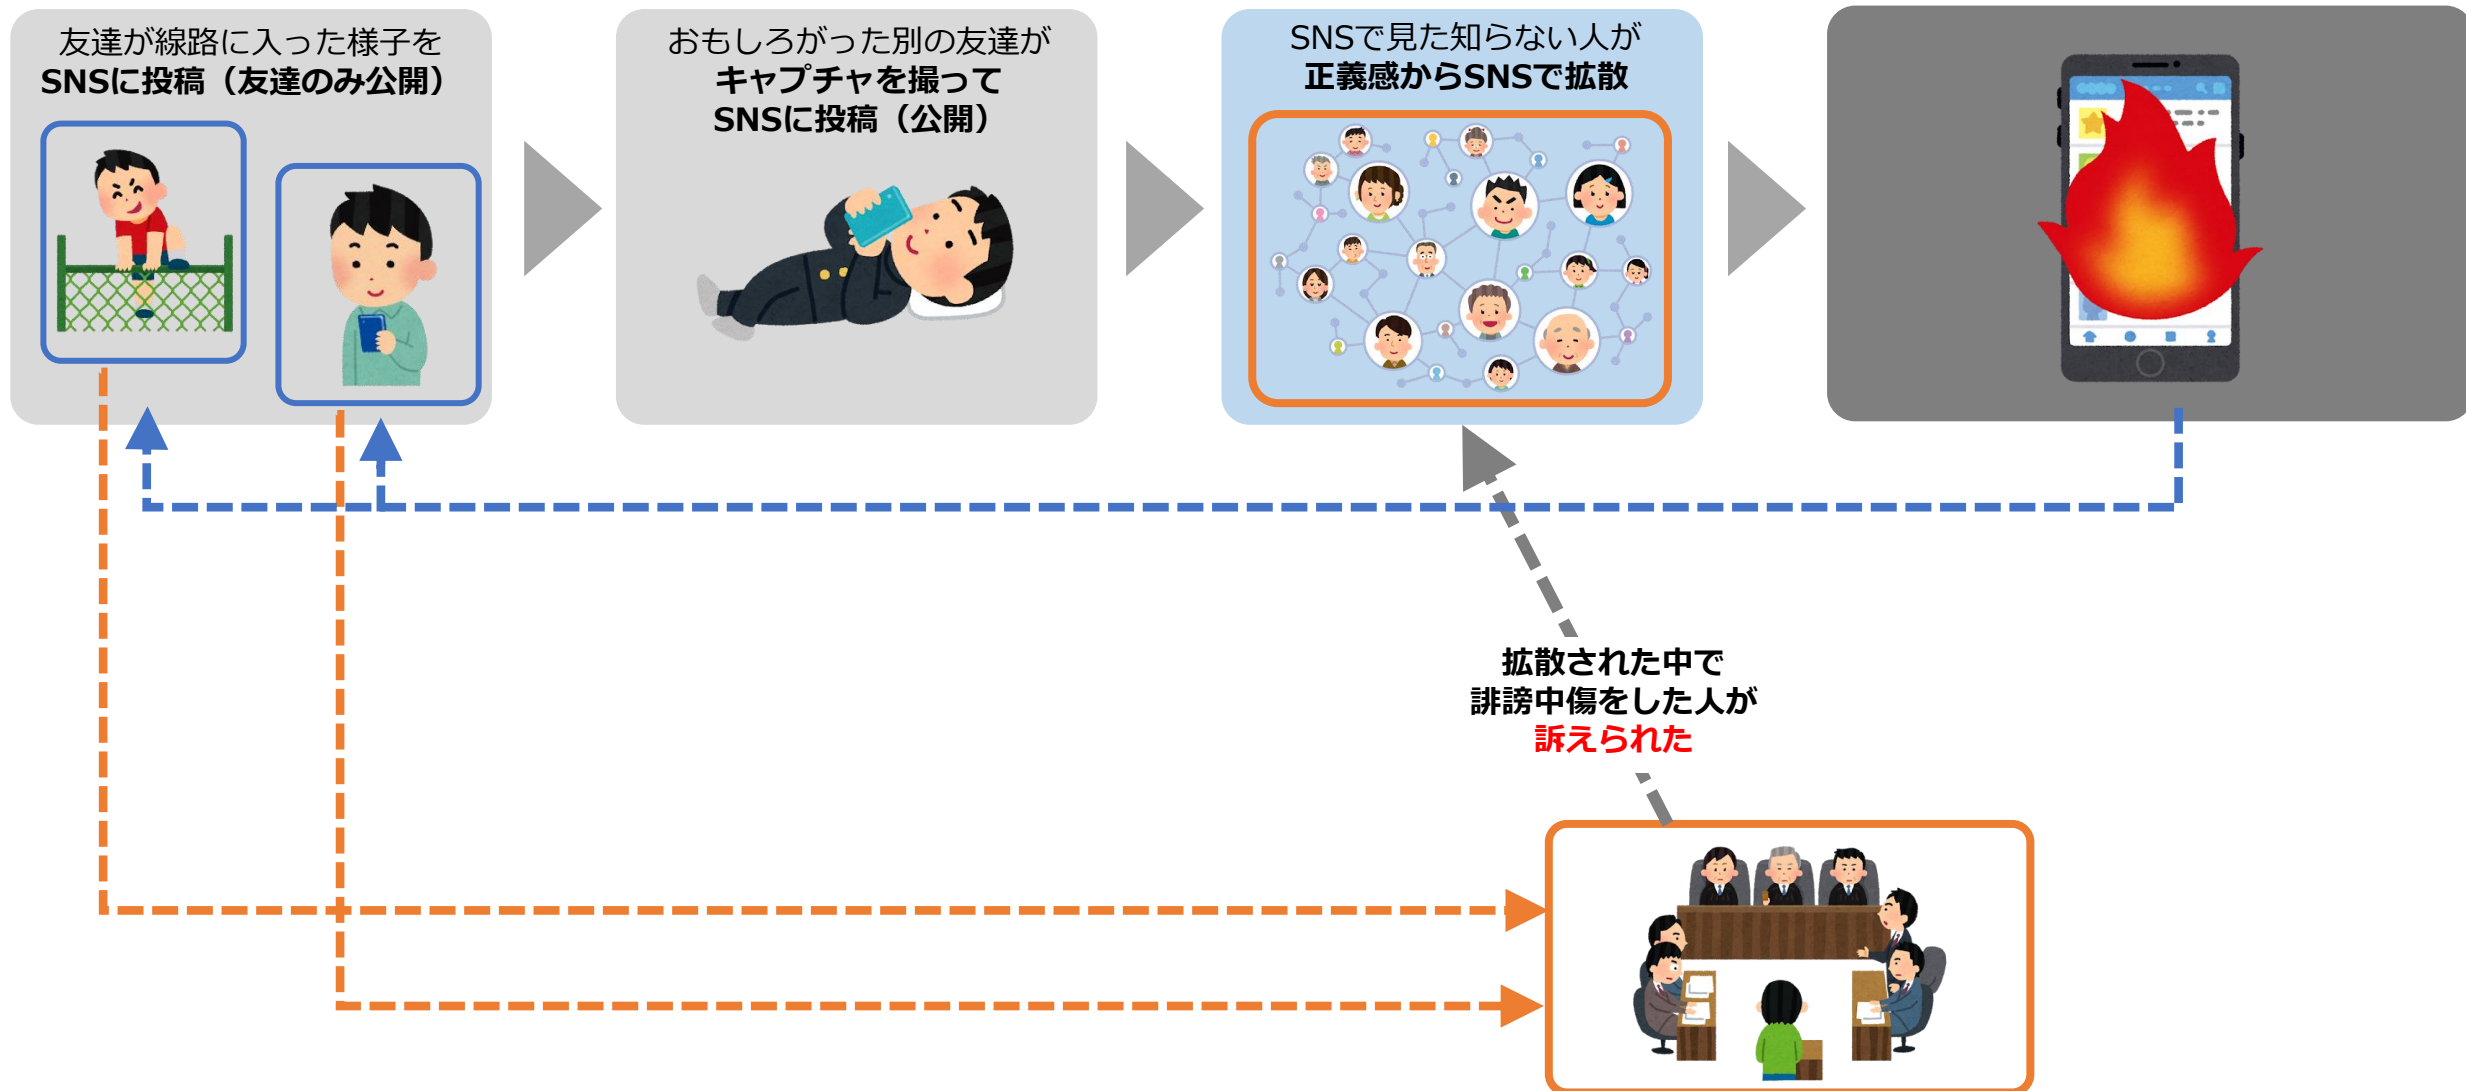 友達が線路に入った様子を
SNSに投稿（友達のみ公開）
おもしろがった別の友達が
キャプチャを撮って
SNSに投稿（公開）
SNSで見た知らない人が
正義感からSNSで拡散
拡散された中で
誹謗中傷をした人が
訴えられた